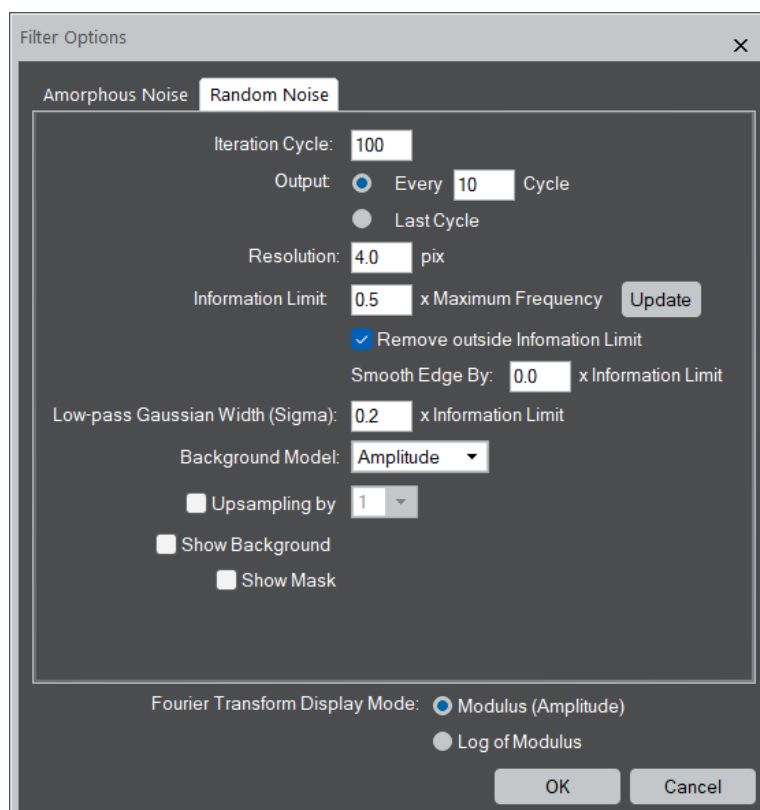 Filter Options
Amorphous Noise Random Noise
Iteration Cycle: 100
Output: Every 10 Cycle
Last Cycle
Resolution: 4.0 pix
Information Limit: 0.5 x Maximum Frequency Update
Remove outside Infomation Limit
Smooth Edge By: 0.0 x Information Limit
Low-pass Gaussian Width (Sigma): 0.2 x Information Limit
Background Model: Amplitude
Upsampling by 1
Show Background
Show Mask
Fourier Transform Display Mode: Modulus (Amplitude)
Log of Modulus
OK Cancel